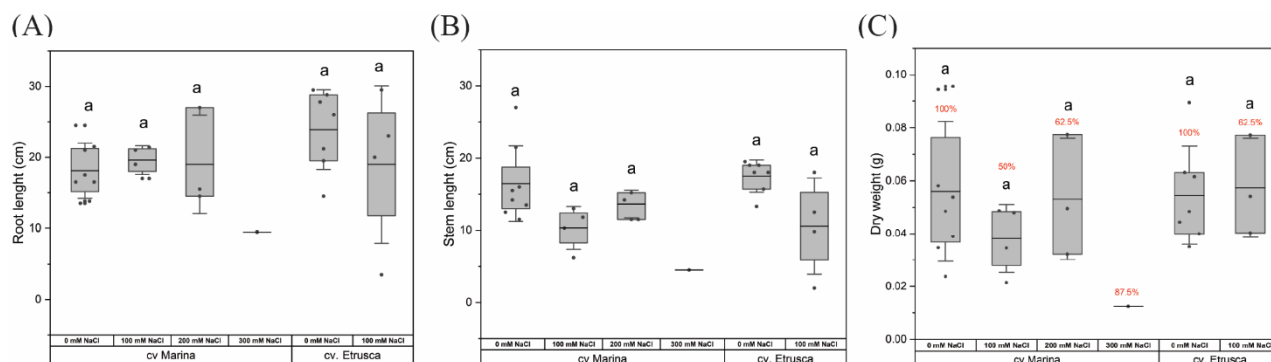 (A)
(B)
(C)
Root lenght (cm)
30
20
10
0
a
a
a
a
a
0 mM NaCl
100 mM NaCl
200 mM NaCl
300 mM NaCl
0 mM NaCl
100 mM NaCl
cv Marina
cv. Etrusca
Stem lenght (cm)
30
20
10
0
a
a
a
a
a
0 mM NaCl
100 mM NaCl
200 mM NaCl
300 mM NaCl
0 mM NaCl
100 mM NaCl
cv Marina
cv. Etrusca
Dry weight (g)
0.10
0.08
0.06
0.04
0.02
0.00
a
100%
50%
a
a
62.5%
87.5%
a
100%
a
62.5%
0 mM NaCl
100 mM NaCl
200 mM NaCl
300 mM NaCl
0 mM NaCl
100 mM NaCl
cv Marina
cv. Etrusca